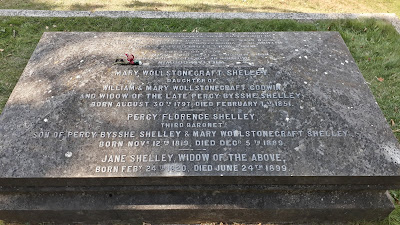 MARY WOLLSTONECRAFT SHELLEY,
DAUGHTER OF
WILLIAM & MARY WOLLSTONECRAFT GODWIN,
AND WIDOW OF THE LATE PERCY BYSSHE SHELLEY.
BORN AUGUST 30TH 1797, DIED FEBRUARY 1ST 1851.
PERCY FLORENCE SHELLEY,
(THIRD BARONET)
SON OF PERCY BYSSHE SHELLEY & MARY WOLLSTONECRAFT SHELLEY.
BORN NOVR 12TH 1819, DIED DECR 5TH 1889.
JANE SHELLEY, WIDOW OF THE ABOVE,
BORN FEBY 24TH 1820, DIED JUNE 24TH 1899.